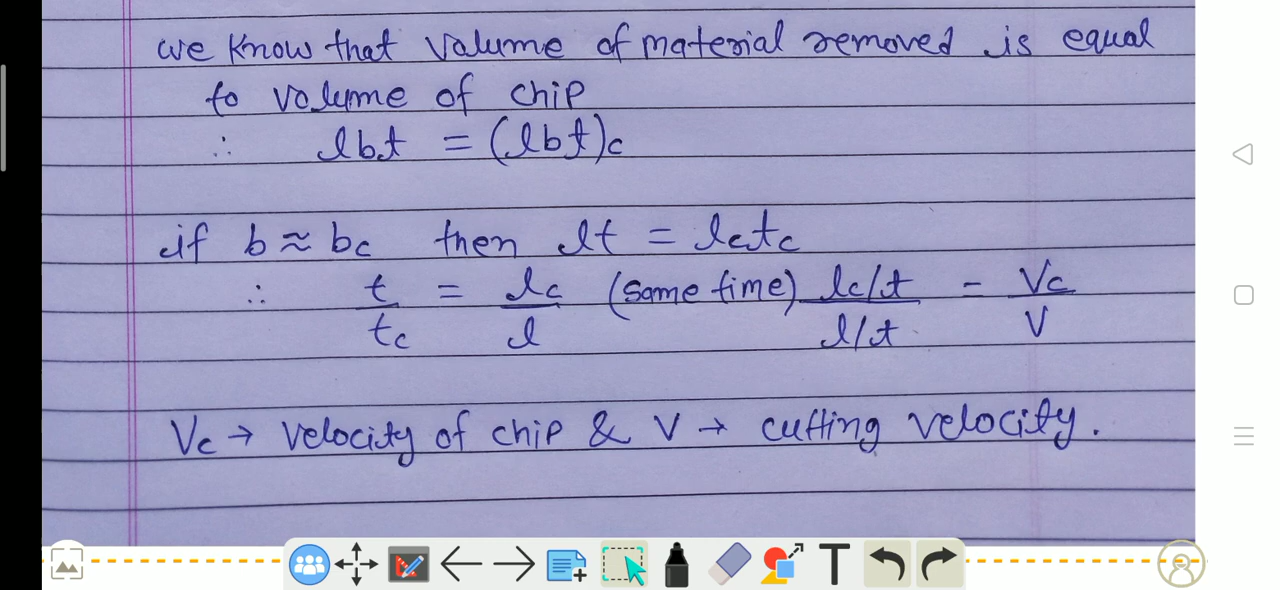 we know that volume of material removed is equal
to volume of chip
∴ lbt = (lbt)c
if b ≈ bc then lt = lctc
∴ t/tc = lc/l (same time) (lc/t)/(l/t) = Vc/V
Vc → velocity of chip & V → cutting velocity.
T